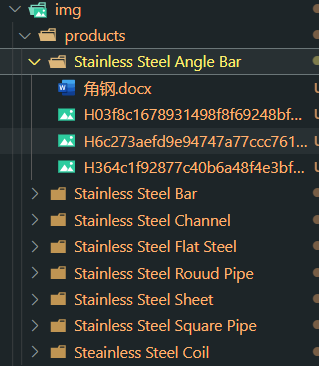 img
products
Stainless Steel Angle Bar
角钢.docx
H03f8c1678931498f8f69248bf...
H6c273aefd9e94747a77ccc761...
H364c1f92877c40b6a48f4e3bf...
Stainless Steel Bar
Stainless Steel Channel
Stainless Steel Flat Steel
Stainless Steel Rouud Pipe
Stainless Steel Sheet
Stainless Steel Square Pipe
Steainless Steel Coil